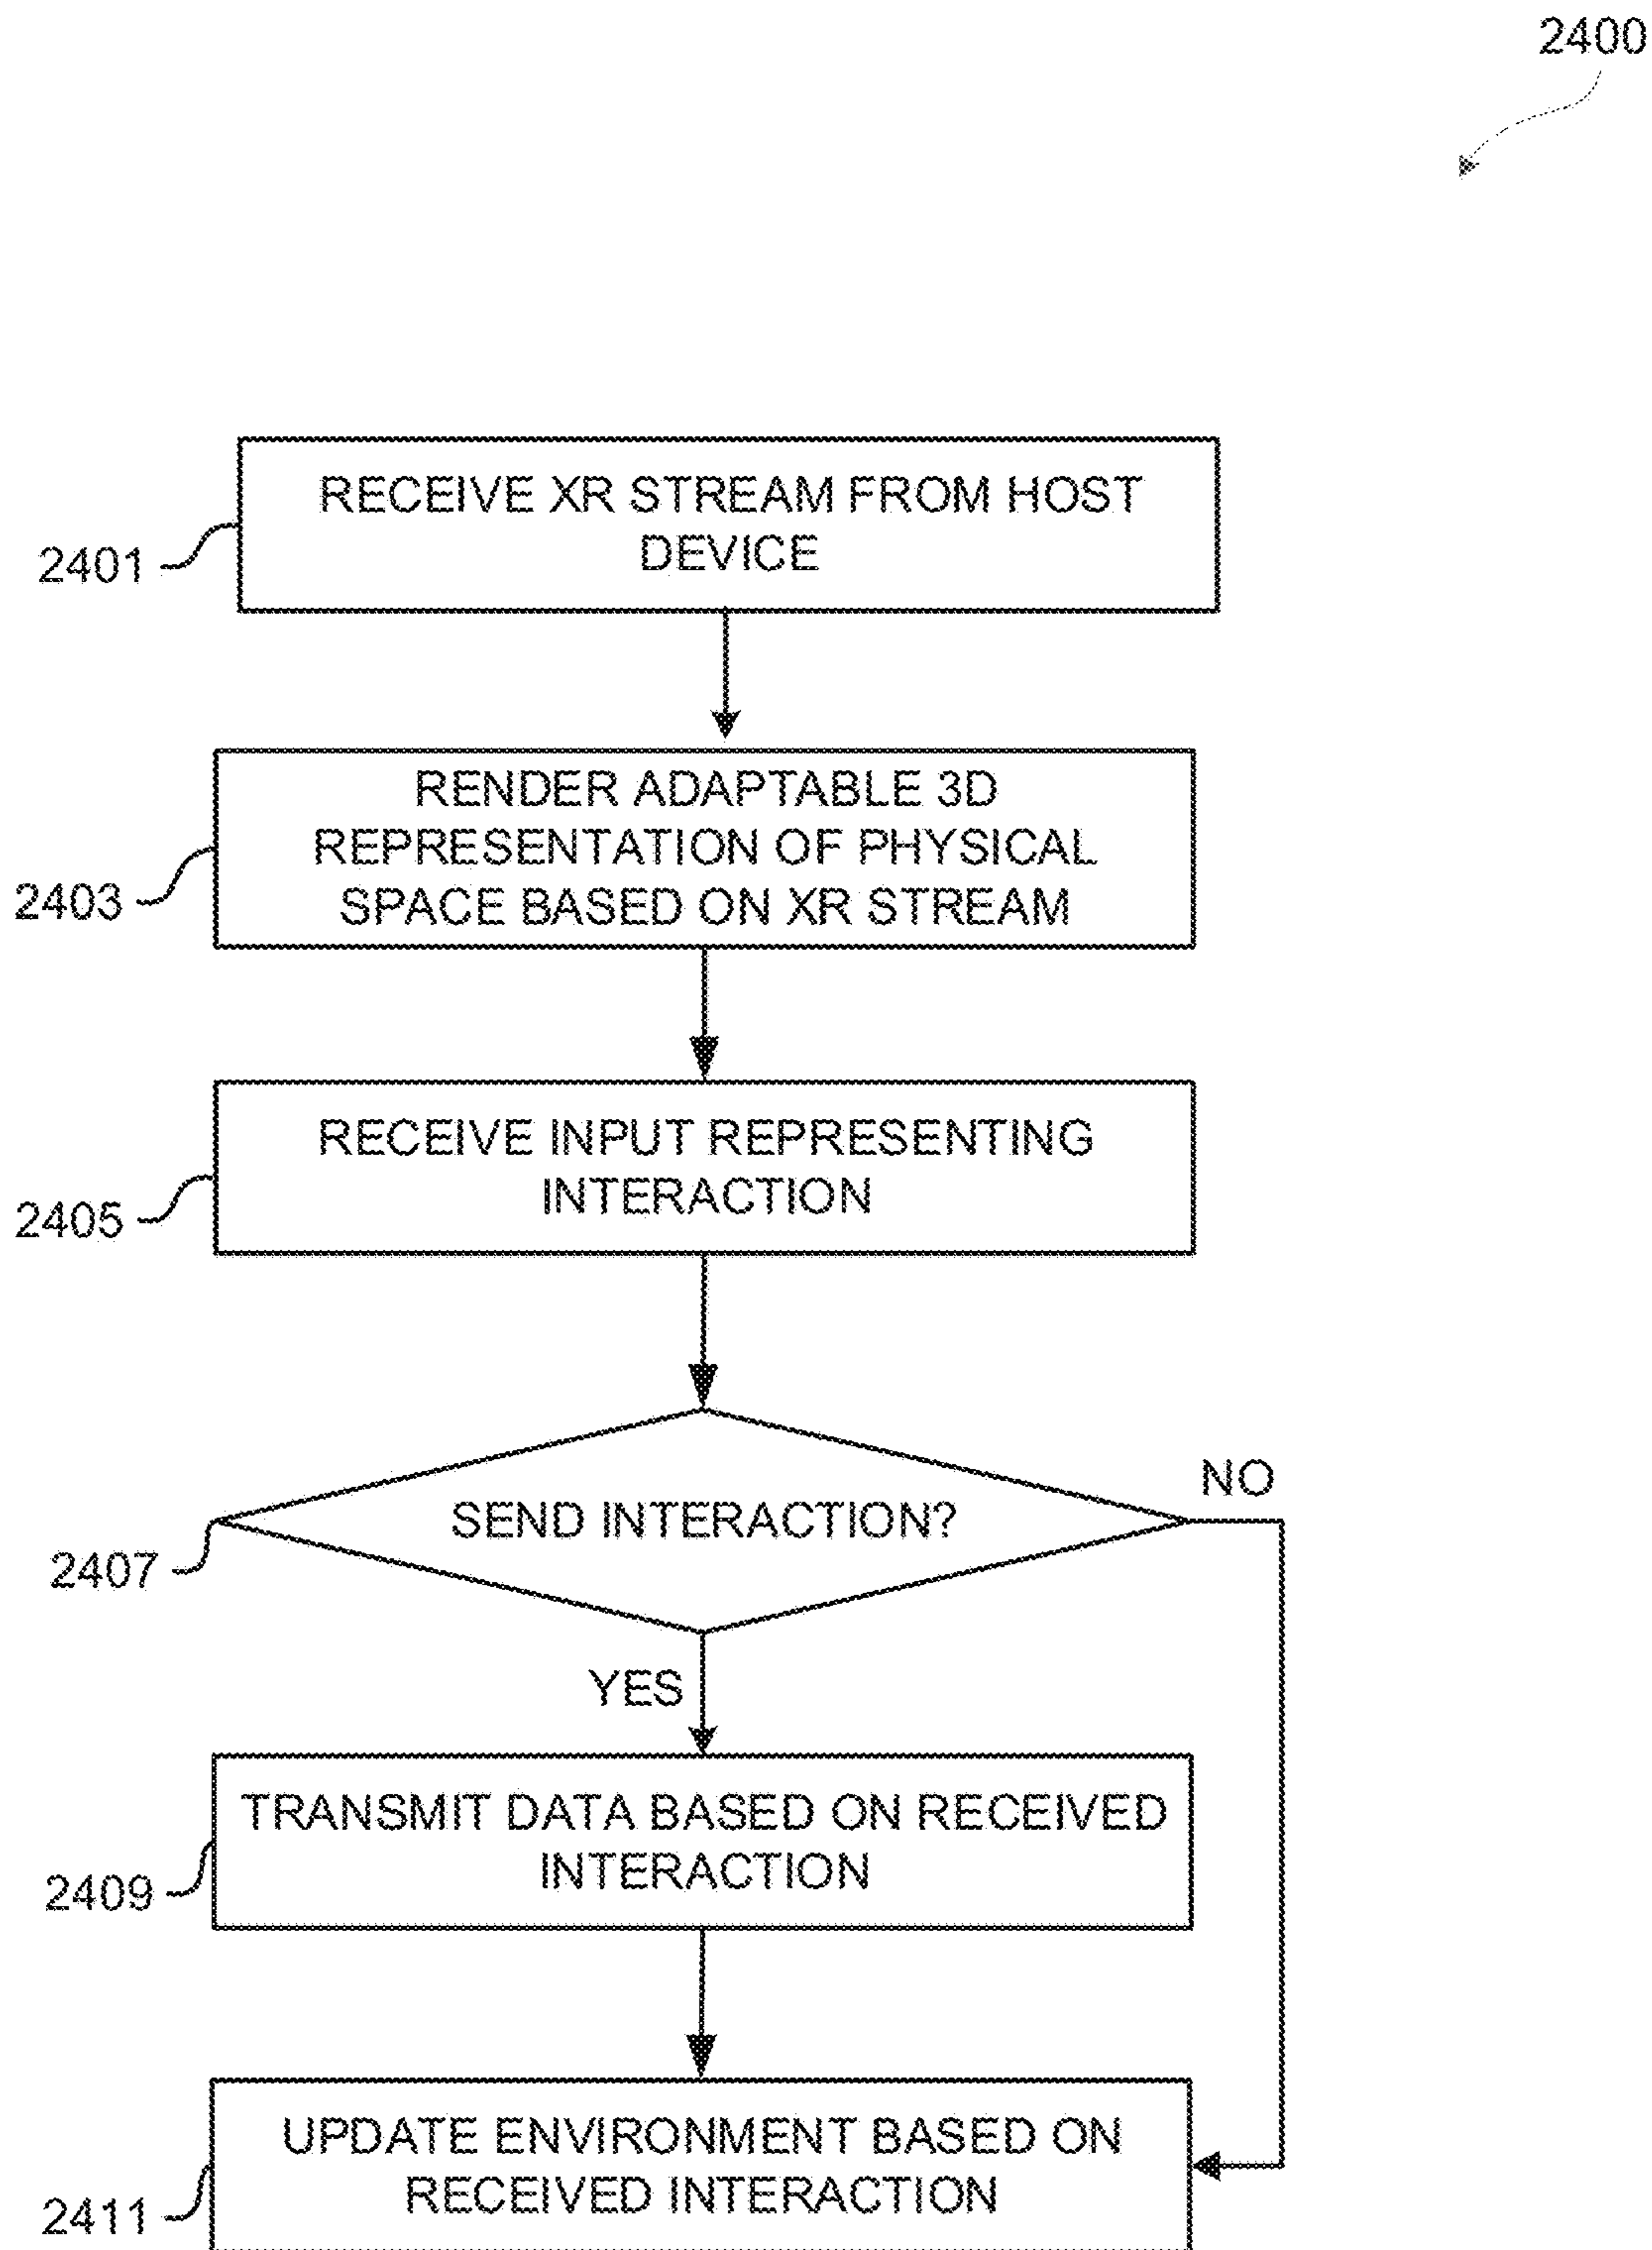 2400
RECEIVE XR STREAM FROM HOST
DEVICE
2401
RENDER ADAPTABLE 3D
REPRESENTATION OF PHYSICAL
SPACE BASED ON XR STREAM
2403
RECEIVE INPUT REPRESENTING
INTERACTION
2405
SEND INTERACTION?
NO
2407
YES
TRANSMIT DATA BASED ON RECEIVED
INTERACTION
2409
UPDATE ENVIRONMENT BASED ON
RECEIVED INTERACTION
2411